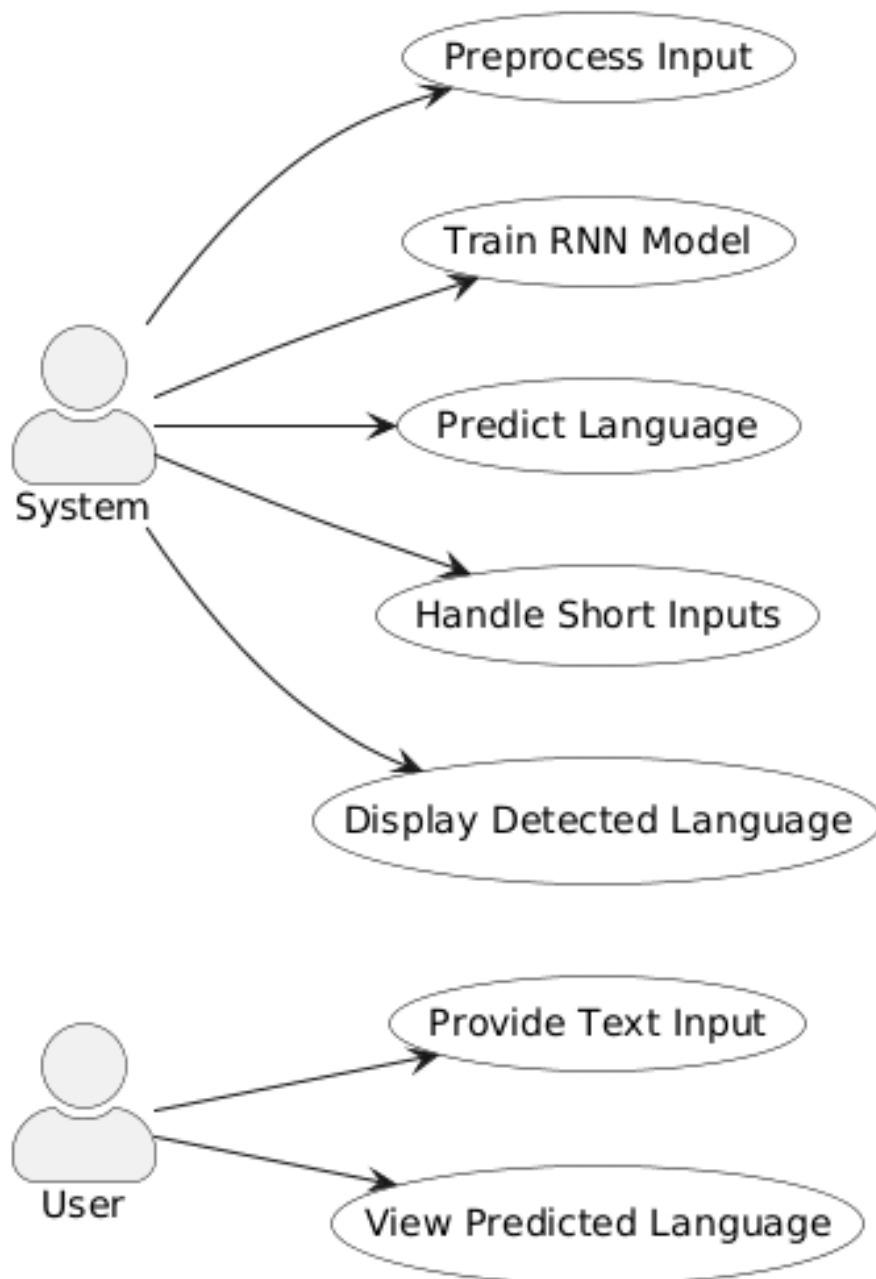 Preprocess Input
Train RNN Model
Predict Language
System
Handle Short Inputs
Display Detected Language
Provide Text Input
User
View Predicted Language